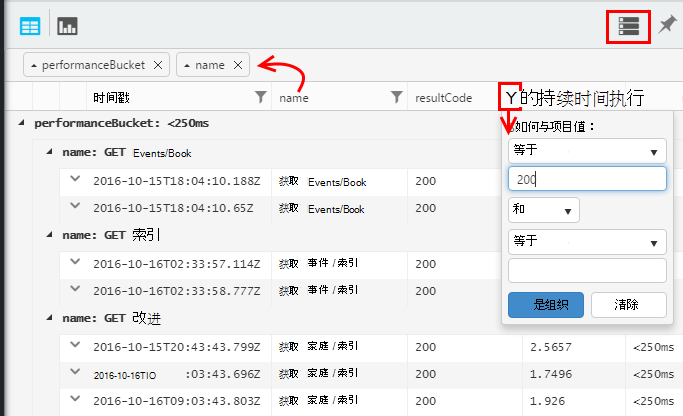 performanceBucket × name ×
时间戳 name resultCode Y的持续时间执行
performanceBucket: <250ms
如何与项目值：
name: GET Events/Book
等于
2016-10-15T18:04:10.188Z 获取 Events/Book 200
200
2016-10-15T18:04:10.65Z 获取 Events/Book 200
和
name: GET 索引
等于
2016-10-16T02:33:57.114Z 获取 事件 /索引 200
2016-10-16T02:33:58.777Z 获取 事件 /索引 200
是组织 清除
name: GET 改进
2016-10-15T20:43:43.799Z 获取 家庭 /索引 200 2.5657 <250ms
2016-10-16TIO :03:43.696Z 获取 家庭 /索引 200 1.7496 <250ms
2016-10-16T09:03:43.803Z 获取 家庭 /索引 200 1.926 <250ms